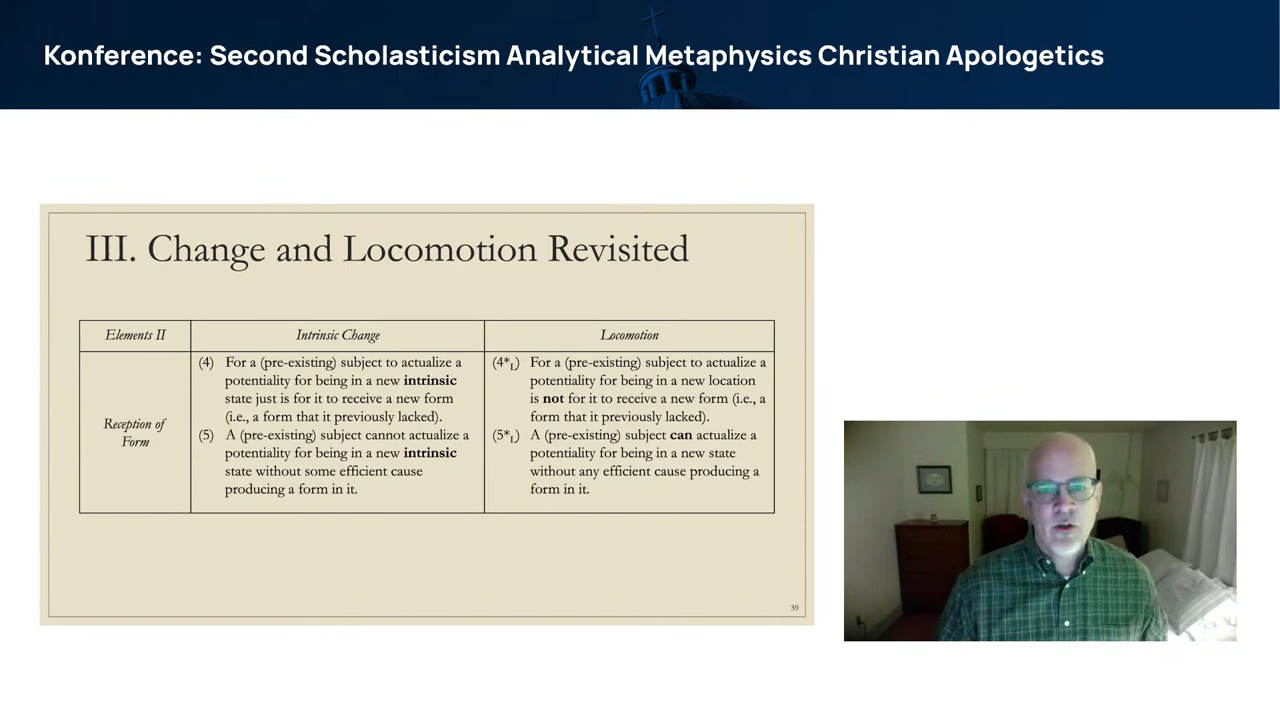 Konference: Second Scholasticism Analytical Metaphysics Christian Apologetics
III. Change and Locomotion Revisited
Elements II
Intrinsic Change
Locomotion
Reception of
Form
(4) For a (pre-existing) subject to actualize a
potentiality for being in a new intrinsic
state just is for it to receive a new form
(i.e., a form that it previously lacked).
(5) A (pre-existing) subject cannot actualize a
potentiality for being in a new intrinsic
state without some efficient cause
producing a form in it.
(4*L) For a (pre-existing) subject to actualize a
potentiality for being in a new location
is not for it to receive a new form (i.e., a
form that it previously lacked).
(5*L) A (pre-existing) subject can actualize a
potentiality for being in a new state
without any efficient cause producing a
form in it.
39